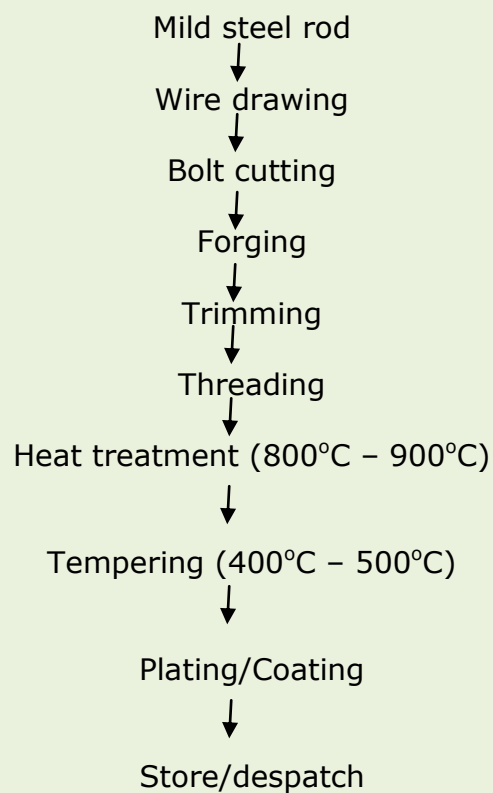 Mild steel rod
Wire drawing
Bolt cutting
Forging
Trimming
Threading
Heat treatment (800°C – 900°C)
Tempering (400°C – 500°C)
Plating/Coating
Store/despatch